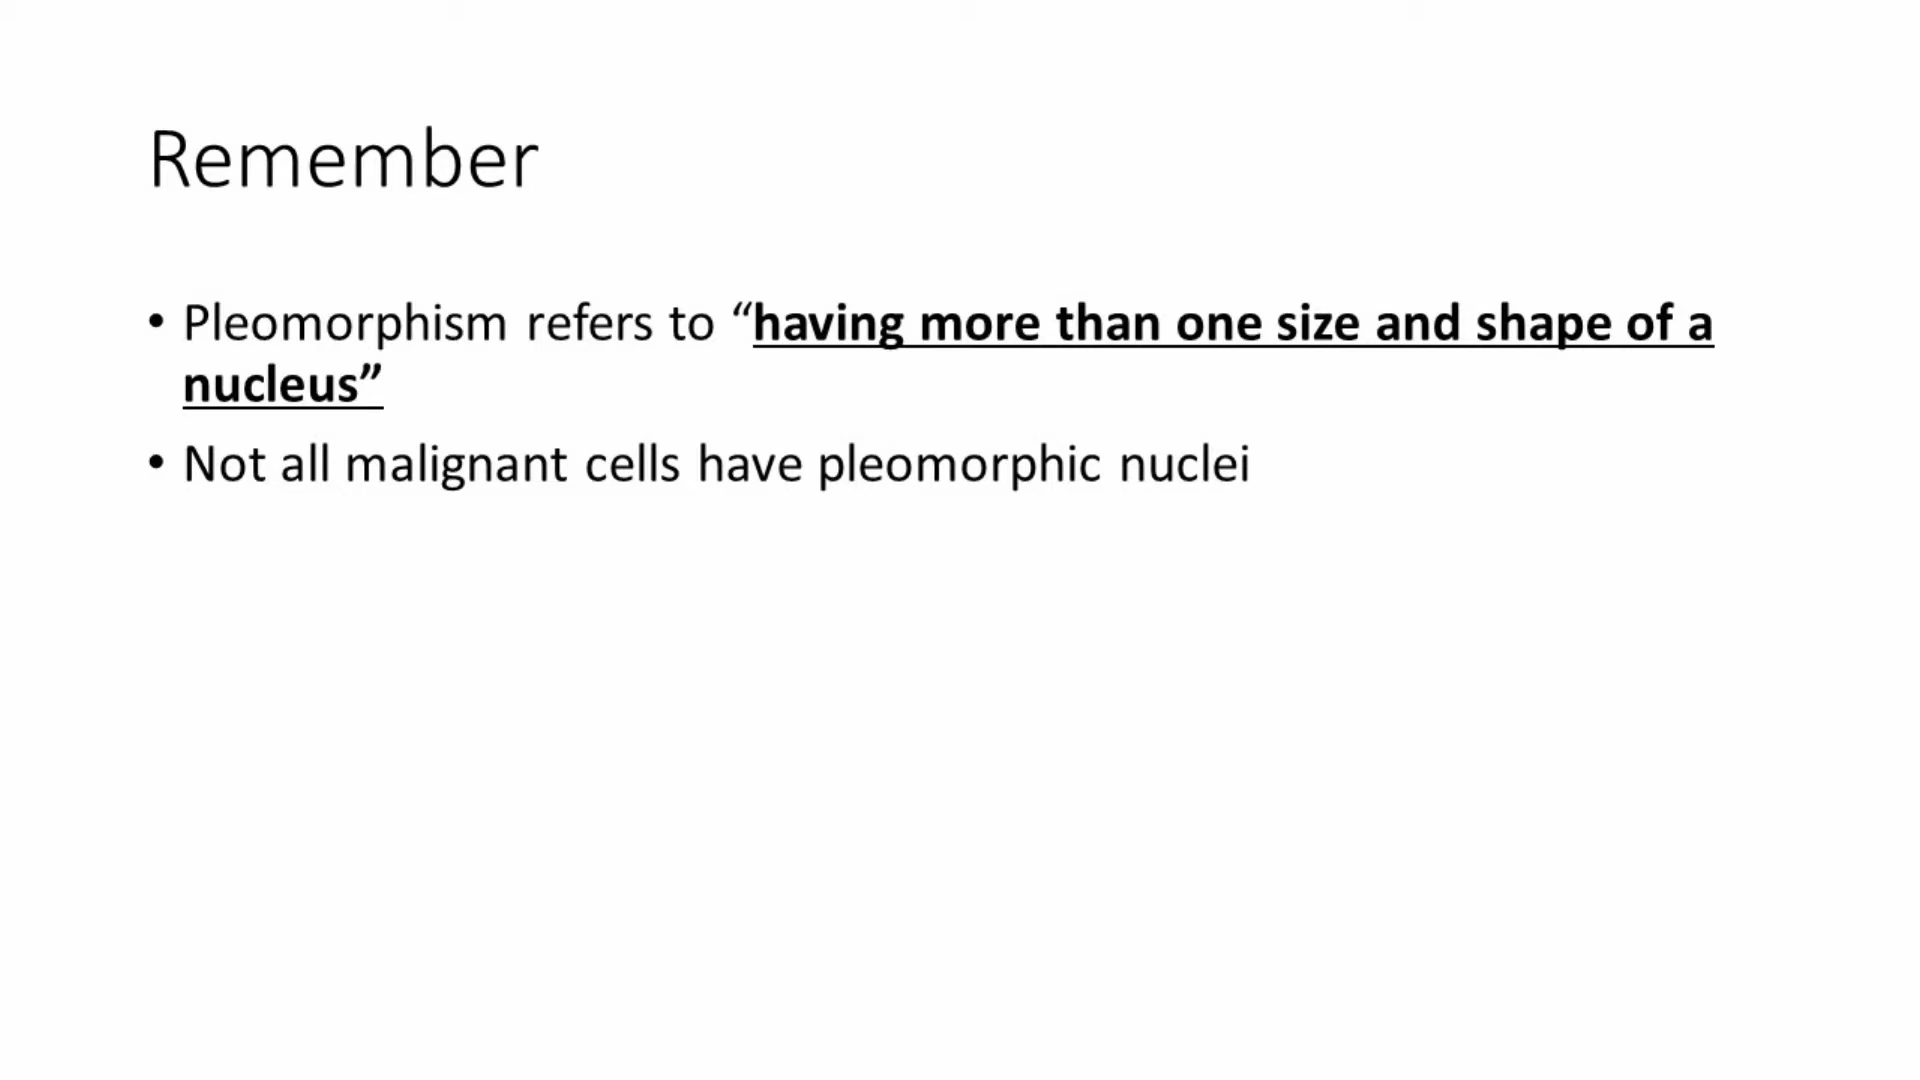 Remember
• Pleomorphism refers to “having more than one size and shape of a
nucleus”
• Not all malignant cells have pleomorphic nuclei